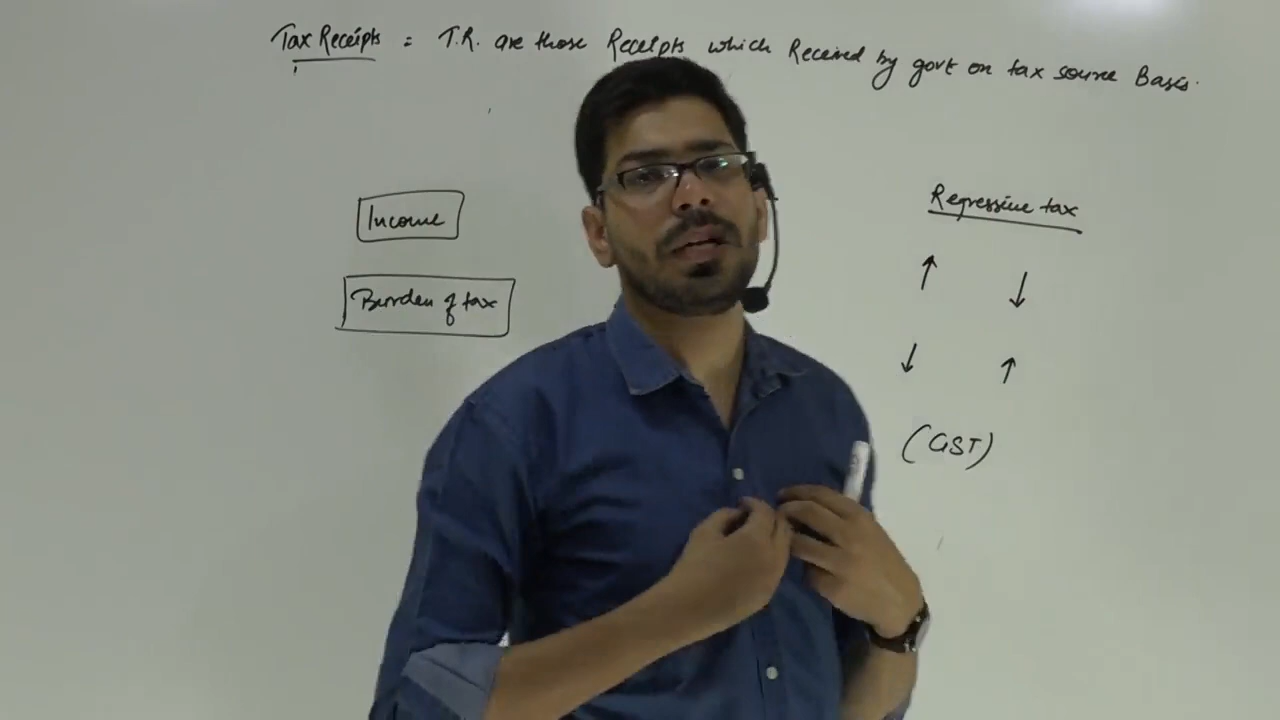 Tax Receipts = T.R. are those Receipts which Received by govt on tax source Basis.
Income
Regressive tax
↑ ↓
Burden of tax
↓ ↑
(GST)